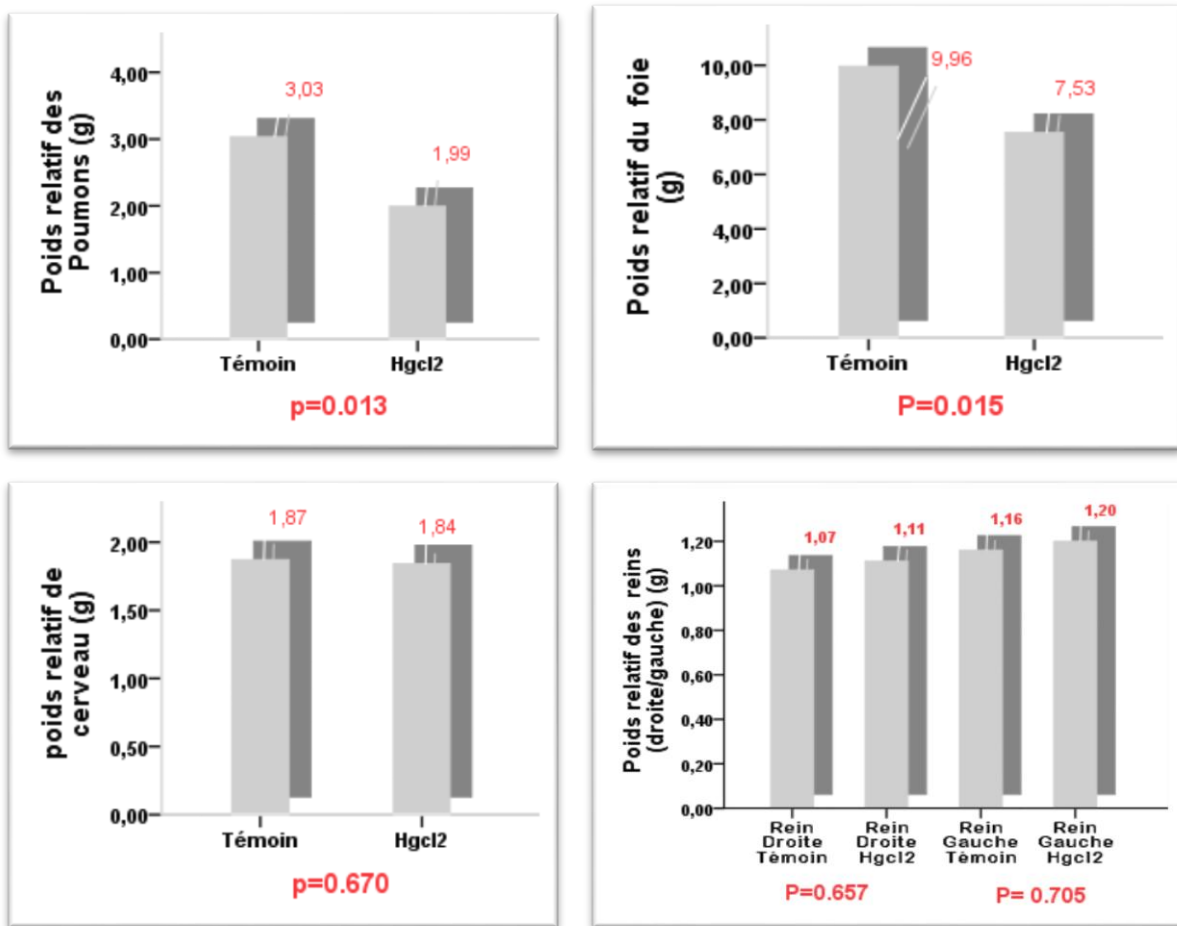 Poids relatif des
Poumons (g)
4,00
3,00
2,00
1,00
0,00
3,03
1,99
Témoin
Hgcl2
p=0.013
Poids relatif du foie
(g)
10,00
8,00
6,00
4,00
2,00
0,00
9,96
7,53
Témoin
Hgcl2
P=0.015
poids relatif de
cerveau (g)
2,00
1,50
1,00
0,50
0,00
1,87
1,84
Témoin
Hgcl2
p=0.670
Poids relatif des reins
(droite/gauche) (g)
1,20
1,00
0,80
0,60
0,40
0,20
0,00
1,07
1,11
1,16
1,20
Rein
Droite
Témoin
Rein
Droite
Hgcl2
Rein
Gauche
Témoin
Rein
Gauche
Hgcl2
P=0.657
P= 0.705